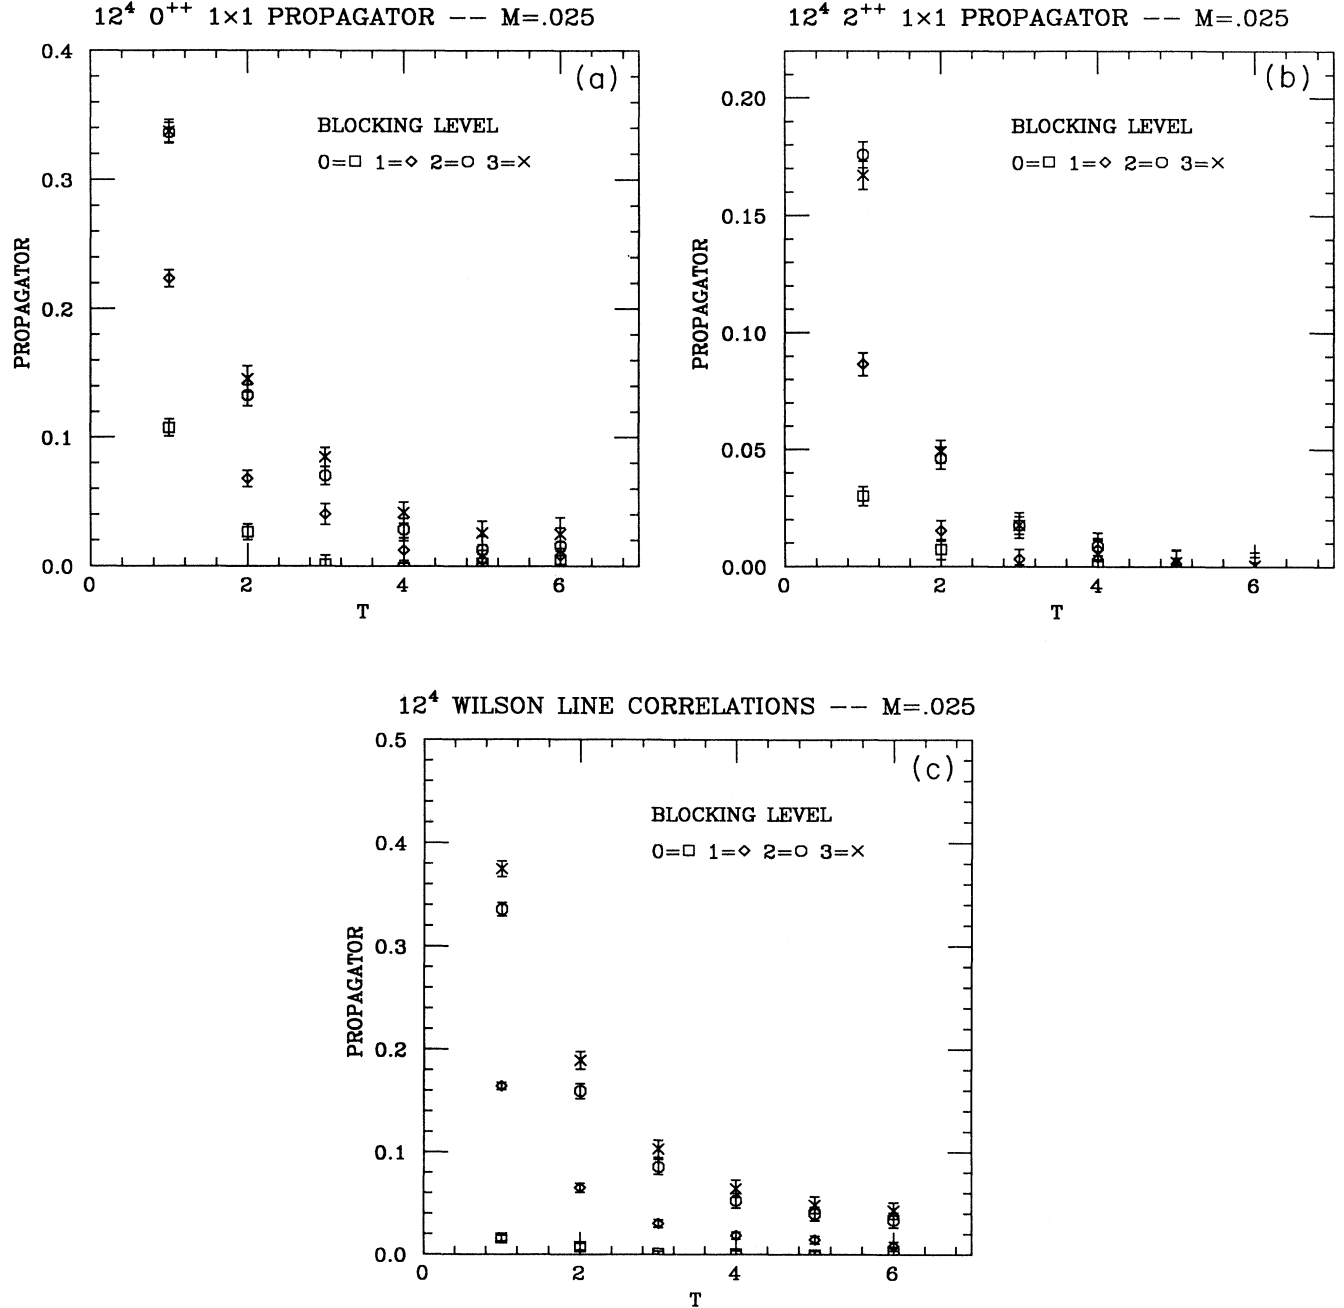 12⁴ 0⁺⁺ 1×1 PROPAGATOR -- M=.025
(a)
BLOCKING LEVEL
0=□ 1=◇ 2=○ 3=×
PROPAGATOR
0.4
0.3
0.2
0.1
0.0
0 2 4 6
T
12⁴ 2⁺⁺ 1×1 PROPAGATOR -- M=.025
(b)
BLOCKING LEVEL
0=□ 1=◇ 2=○ 3=×
PROPAGATOR
0.20
0.15
0.10
0.05
0.00
0 2 4 6
T
12⁴ WILSON LINE CORRELATIONS -- M=.025
(c)
BLOCKING LEVEL
0=□ 1=◇ 2=○ 3=×
PROPAGATOR
0.5
0.4
0.3
0.2
0.1
0.0
0 2 4 6
T